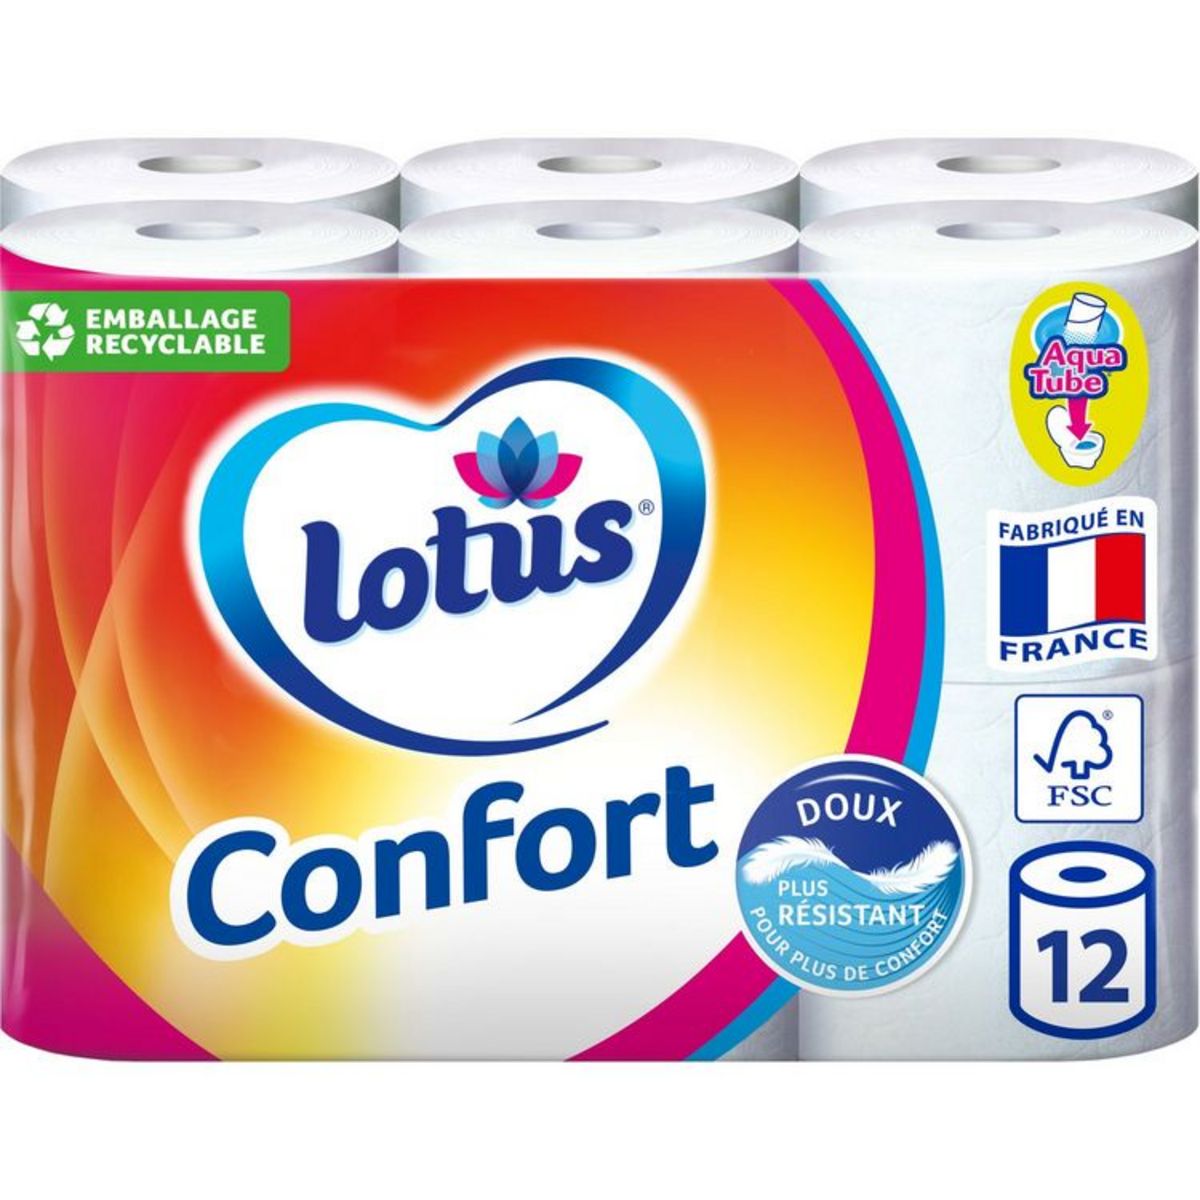 EMBALLAGE
RECYCLABLE
lotus®
Confort
Aqua
Tube
FABRIQUÉ EN
FRANCE
®
FSC
DOUX
PLUS
RÉSISTANT
POUR PLUS DE CONFORT
12